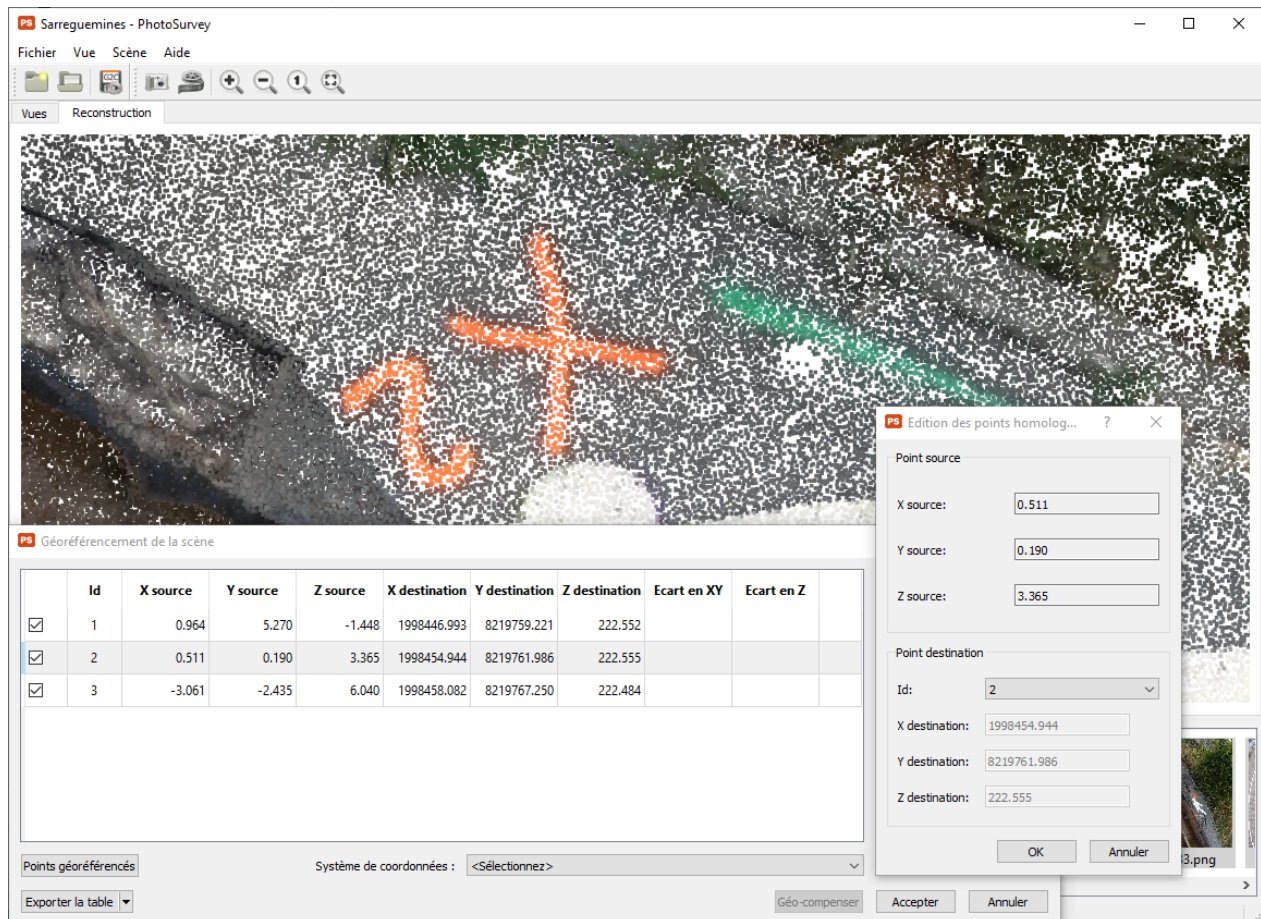 PS Sarreguemines - PhotoSurvey
Fichier Vue Scène Aide
G2C
1
Vues Reconstruction
2
PS Edition des points homolog... ?
Point source
X source: 0.511
Y source: 0.190
Z source: 3.365
Point destination
Id: 2
X destination: 1998454.944
Y destination: 8219761.986
Z destination: 222.555
OK Annuler
PS Géoréférencement de la scène
Id X source Y source Z source X destination Y destination Z destination Ecart en XY Ecart en Z
1 0.964 5.270 -1.448 1998446.993 8219759.221 222.552
2 0.511 0.190 3.365 1998454.944 8219761.986 222.555
3 -3.061 -2.435 6.040 1998458.082 8219767.250 222.484
Points géoréférencés Système de coordonnées : <Sélectionnez>
Exporter la table Géo-compenser Accepter Annuler
3.png